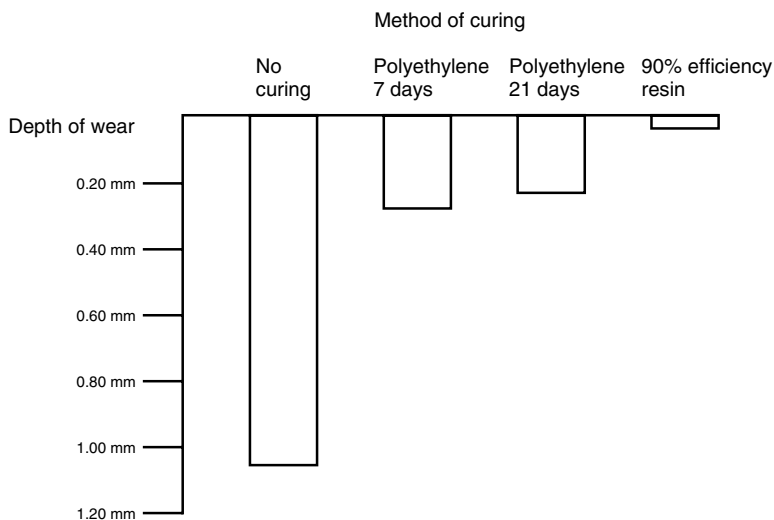 Method of curing
No
curing
Polyethylene
7 days
Polyethylene
21 days
90% efficiency
resin
Depth of wear
0.20 mm
0.40 mm
0.60 mm
0.80 mm
1.00 mm
1.20 mm